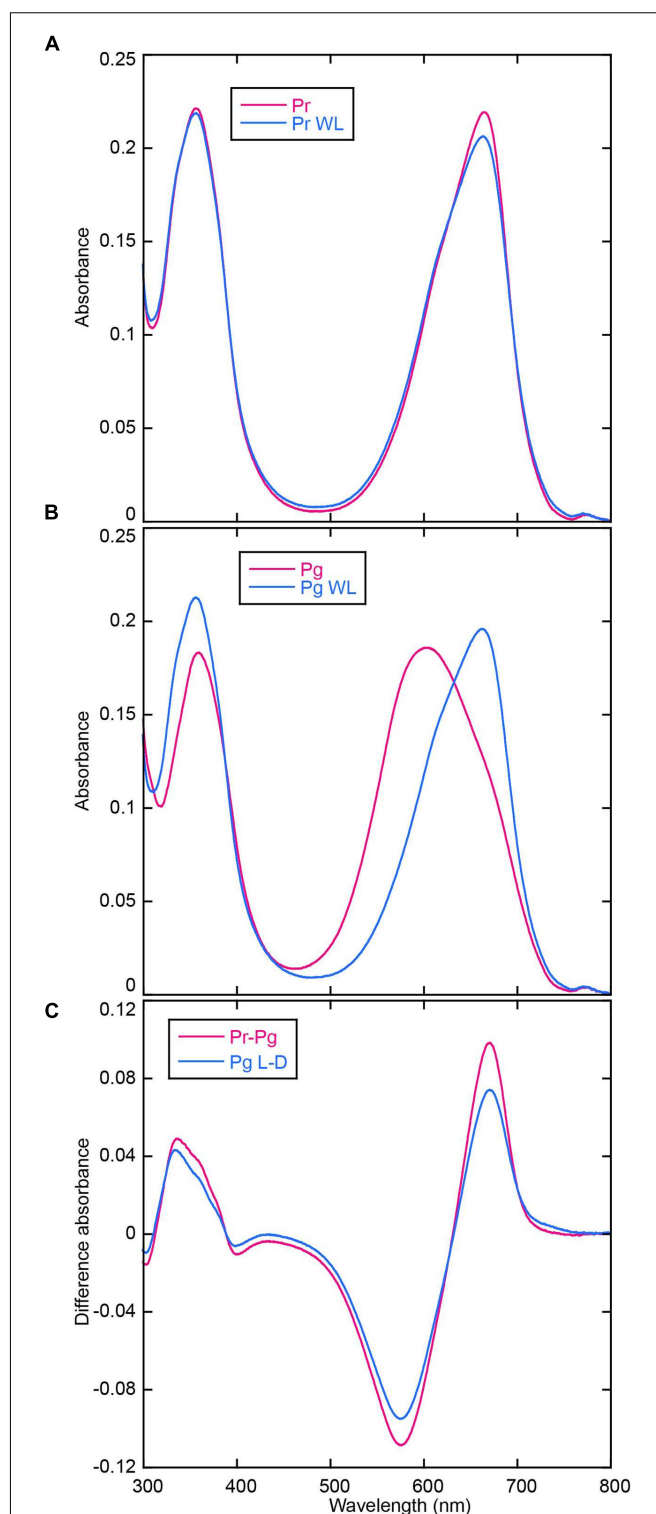 A
0.25
0.2
0.15
0.1
0.05
0
Absorbance
Pr
Pr WL
B
0.25
0.2
0.15
0.1
0.05
0
Absorbance
Pg
Pg WL
C
0.12
0.08
0.04
0
-0.04
-0.08
-0.12
Difference absorbance
Pr-Pg
Pg L-D
300 400 500 600 700 800
Wavelength (nm)